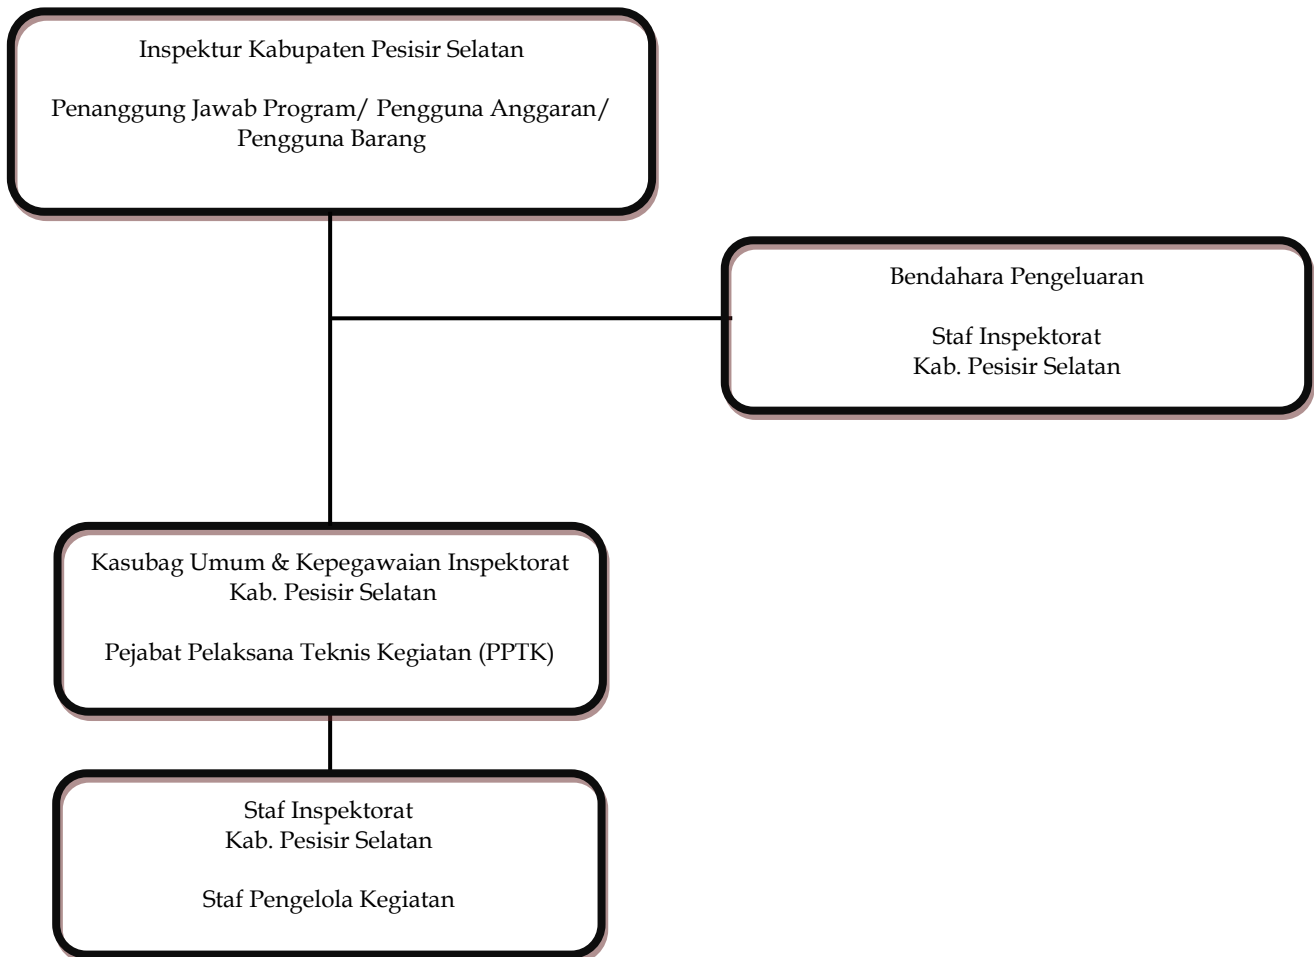 Inspektur Kabupaten Pesisir Selatan
Penanggung Jawab Program/ Pengguna Anggaran/
Pengguna Barang
Bendahara Pengeluaran
Staf Inspektorat
Kab. Pesisir Selatan
Kasubag Umum & Kepegawaian Inspektorat
Kab. Pesisir Selatan
Pejabat Pelaksana Teknis Kegiatan (PPTK)
Staf Inspektorat
Kab. Pesisir Selatan
Staf Pengelola Kegiatan